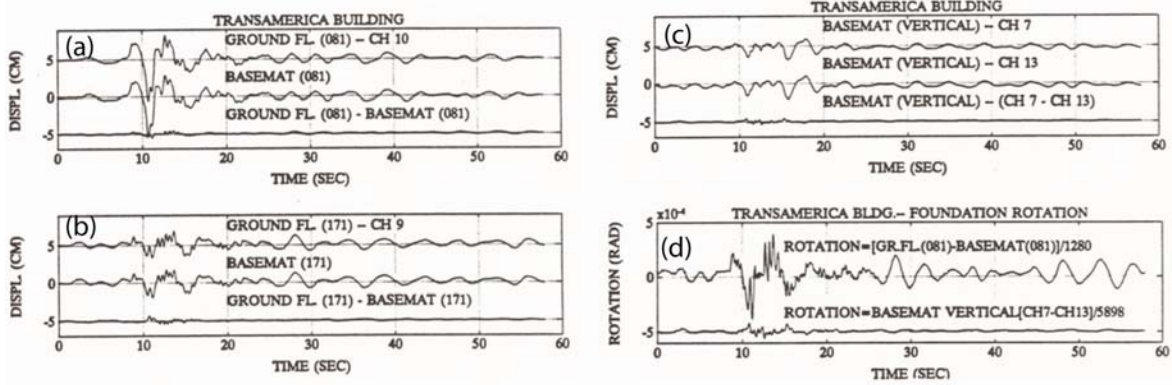 TRANSAMERICA BUILDING
(a)
GROUND FL. (081) – CH 10
BASEMAT (081)
GROUND FL. (081) - BASEMAT (081)
DISPL (CM)
5
0
-5
0 10 20 30 40 50 60
TIME (SEC)
(b)
GROUND FL. (171) – CH 9
BASEMAT (171)
GROUND FL. (171) - BASEMAT (171)
DISPL (CM)
5
0
-5
0 10 20 30 40 50 60
TIME (SEC)
TRANSAMERICA BUILDING
(c)
BASEMAT (VERTICAL) – CH 7
BASEMAT (VERTICAL) – CH 13
BASEMAT (VERTICAL) – (CH 7 - CH 13)
DISPL (CM)
5
0
-5
0 10 20 30 40 50 60
TIME (SEC)
x10-4
TRANSAMERICA BLDG.– FOUNDATION ROTATION
(d)
ROTATION=[GR.FL.(081)-BASEMAT(081)]/1280
ROTATION=BASEMAT VERTICAL[CH7-CH13]/5898
ROTATION (RAD)
5
0
-5
0 10 20 30 40 50 60
TIME (SEC)